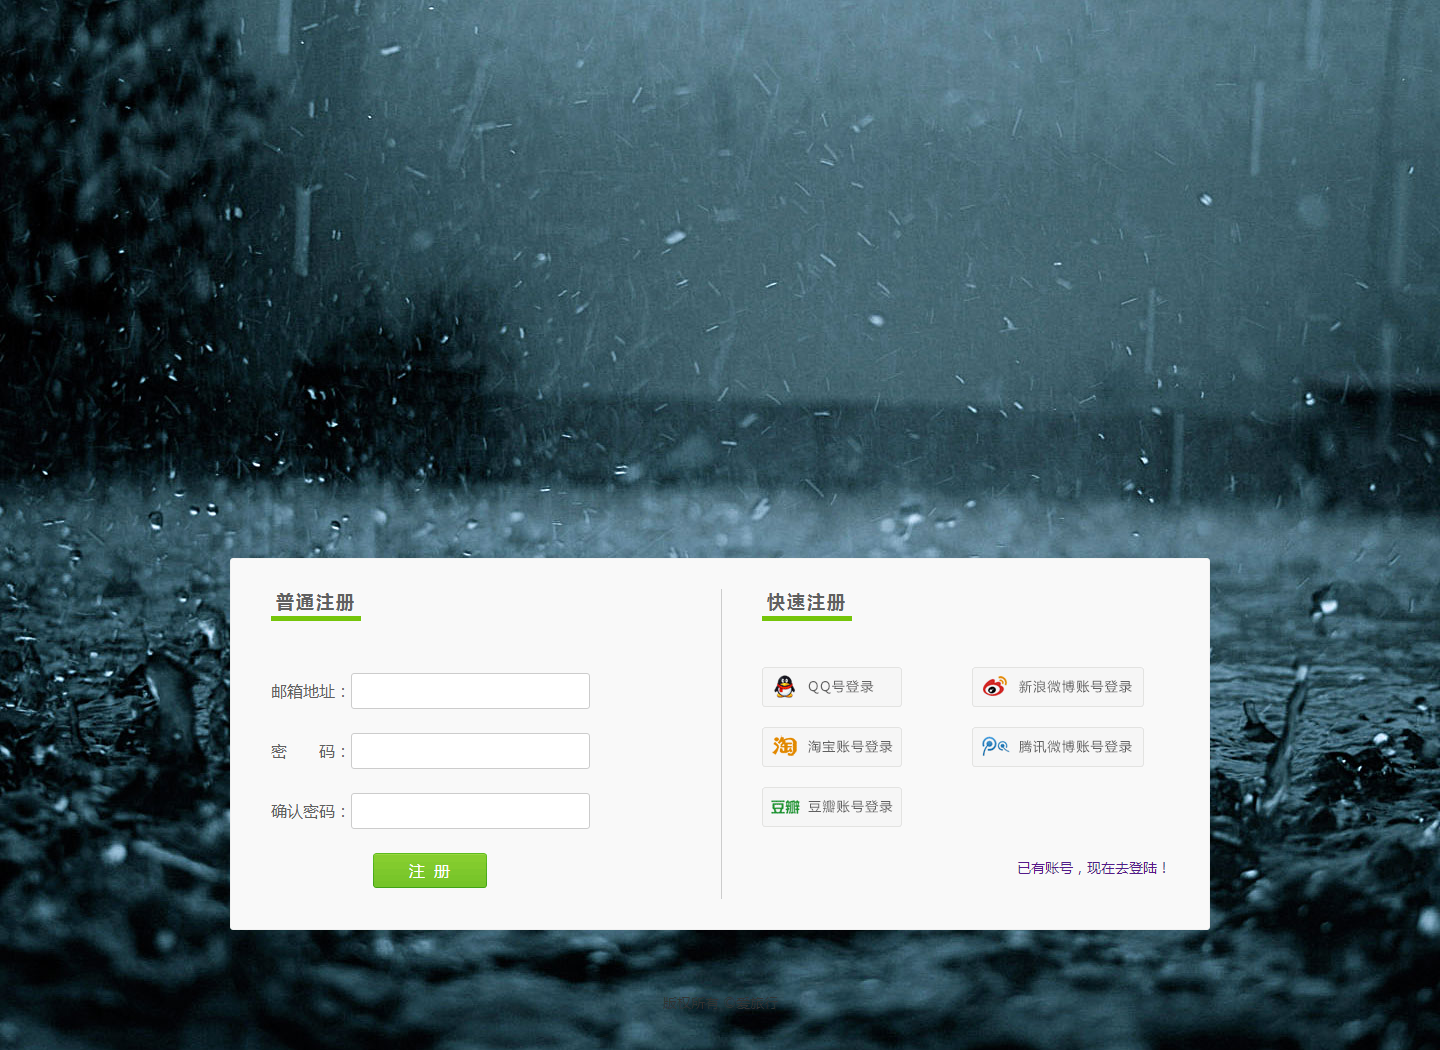 普通注册
邮箱地址：
密　　码：
确认密码：
注 册
快速注册
QQ号登录
新浪微博账号登录
淘宝账号登录
腾讯微博账号登录
豆瓣 豆瓣账号登录
已有账号，现在去登陆！